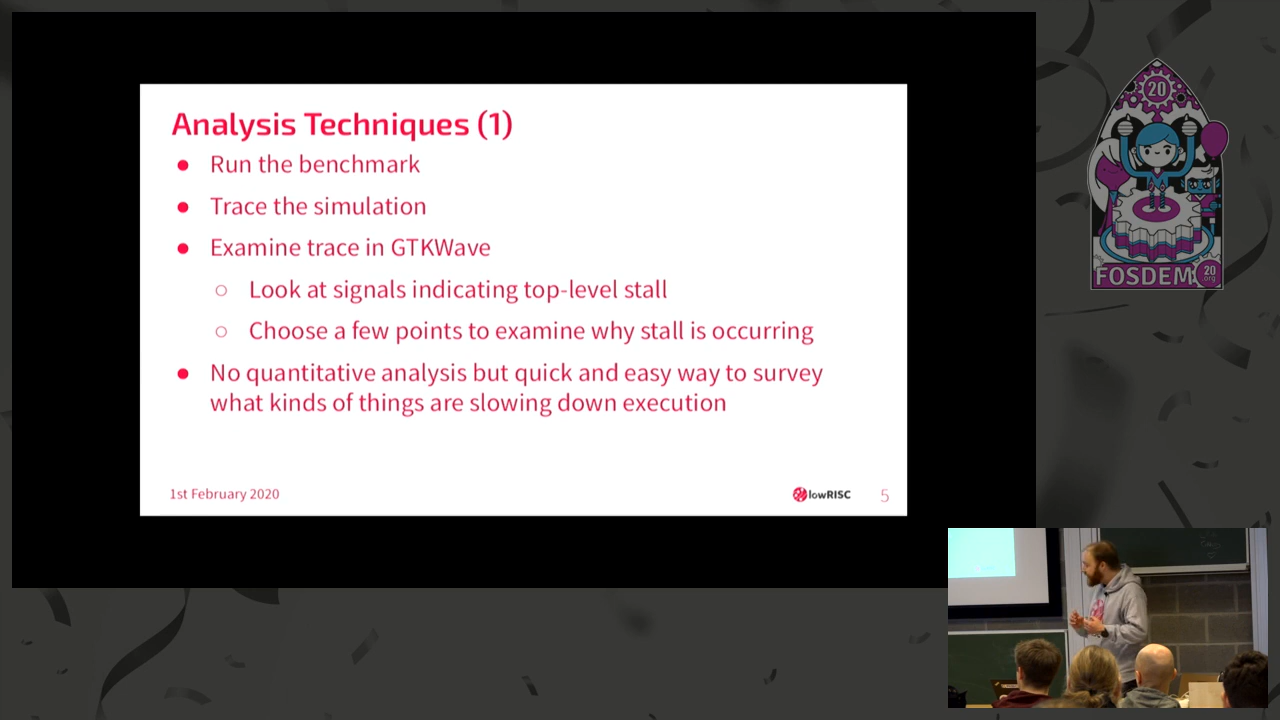 Analysis Techniques (1)
● Run the benchmark
● Trace the simulation
● Examine trace in GTKWave
○ Look at signals indicating top-level stall
○ Choose a few points to examine why stall is occurring
● No quantitative analysis but quick and easy way to survey
what kinds of things are slowing down execution
1st February 2020
lowRISC
5
20
FOSDEM
20
org